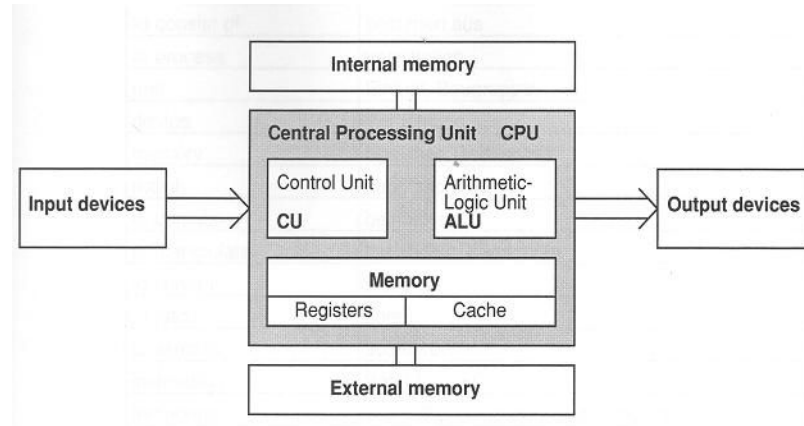 Internal memory
Central Processing Unit CPU
Control Unit
CU
Arithmetic-
Logic Unit
ALU
Input devices
Output devices
Memory
Registers
Cache
External memory